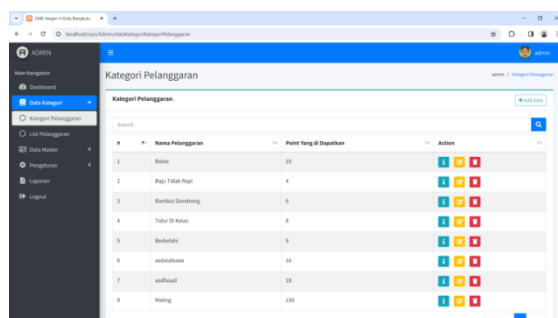 SMK Negeri 4 Kota Bengkulu
localhost/spu/Admin/dataKategori/KategoriPelanggaran
ADMIN
admin
Main Navigation
Kategori Pelanggaran
admin / Kategori Pelanggaran
Dashboard
Data Kategori
Kategori Pelanggaran
Add Data
Kategori Pelanggaran
List Pelanggaran
Search
Data Master
# Nama Pelanggaran Point Yang di Dapatkan Action
Pengaturan
1 Bolos 10
Laporan
2 Baju Tidak Rapi 4
Logout
3 Rambut Gondrong 6
4 Tidur Di Kelas 8
5 Berkelahi 9
6 asdasdaaaa 16
7 asdfasad 18
8 Maling